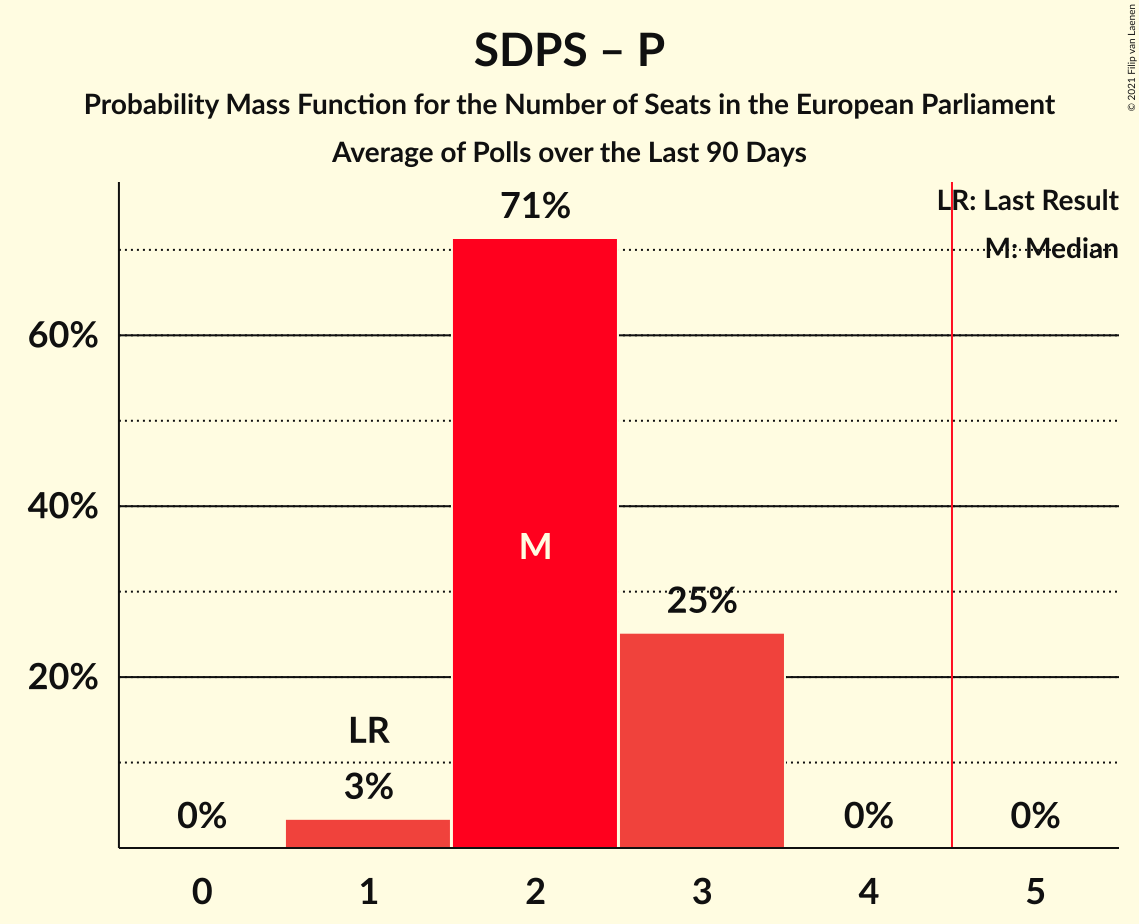 SDPS – P
Probability Mass Function for the Number of Seats in the European Parliament
Average of Polls over the Last 90 Days
© 2021 Filip van Laenen
LR: Last Result
M: Median
71%
60%
40%
M
25%
20%
LR
3%
0%
0%
0%
0 1 2 3 4 5